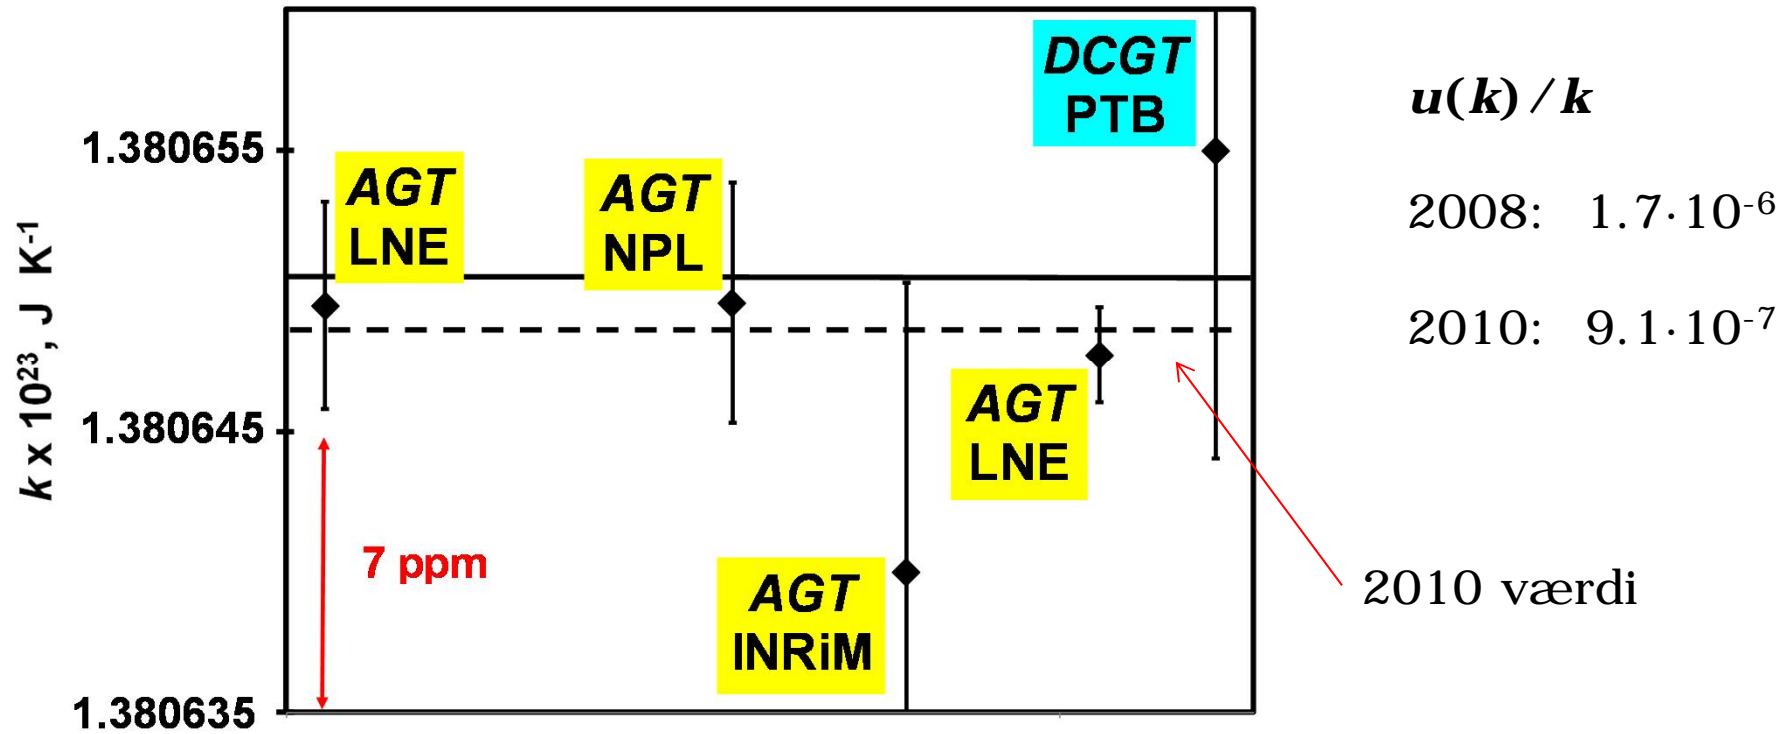 k x 10²³, J K⁻¹
1.380655
1.380645
1.380635
AGT
LNE
AGT
NPL
DCGT
PTB
AGT
LNE
AGT
INRiM
7 ppm
u(k)/k
2008: 1.7·10⁻⁶
2010: 9.1·10⁻⁷
2010 værdi